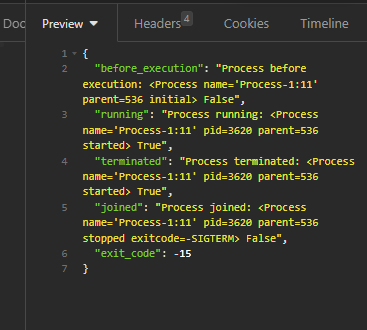 Doc Preview Headers 4 Cookies Timeline
1 {
2 "before_execution": "Process before
execution: <Process name='Process-1:11'
parent=536 initial> False",
3 "running": "Process running: <Process
name='Process-1:11' pid=3620 parent=536
started> True",
4 "terminated": "Process terminated: <Process
name='Process-1:11' pid=3620 parent=536
started> True",
5 "joined": "Process joined: <Process
name='Process-1:11' pid=3620 parent=536
stopped exitcode=-SIGTERM> False",
6 "exit_code": -15
7 }